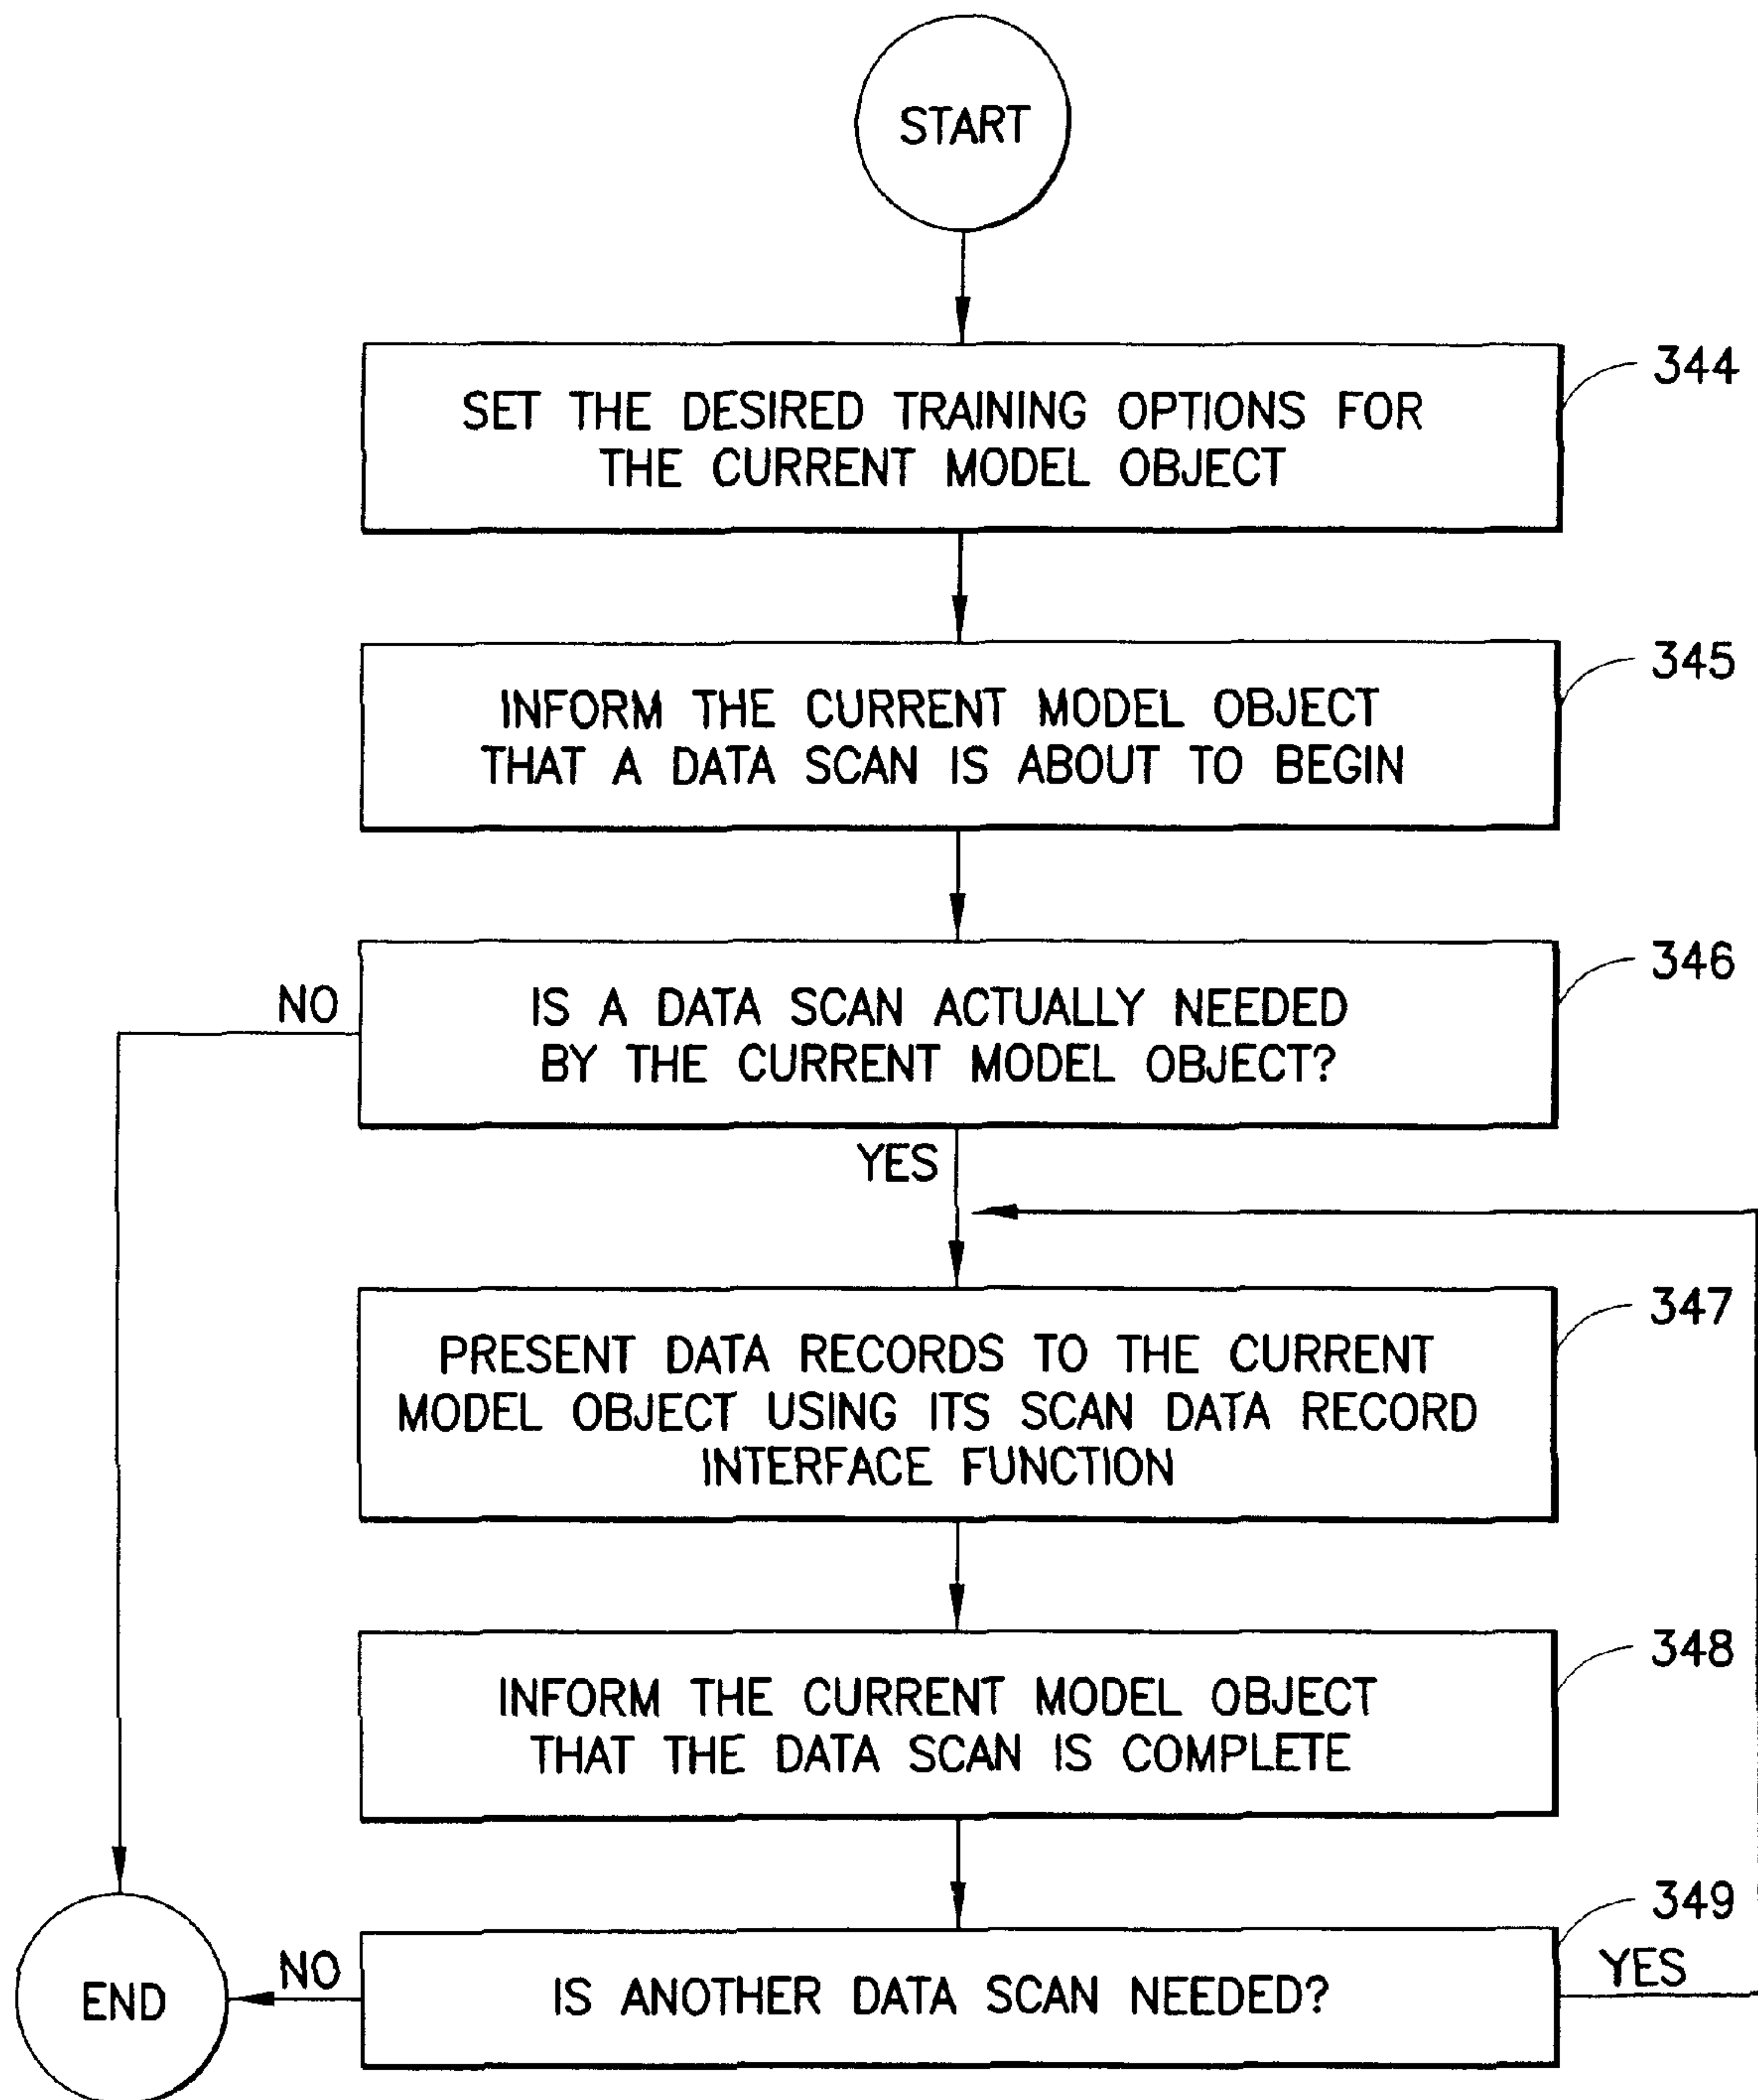 START
344
SET THE DESIRED TRAINING OPTIONS FOR
THE CURRENT MODEL OBJECT
345
INFORM THE CURRENT MODEL OBJECT
THAT A DATA SCAN IS ABOUT TO BEGIN
346
NO
IS A DATA SCAN ACTUALLY NEEDED
BY THE CURRENT MODEL OBJECT?
YES
347
PRESENT DATA RECORDS TO THE CURRENT
MODEL OBJECT USING ITS SCAN DATA RECORD
INTERFACE FUNCTION
348
INFORM THE CURRENT MODEL OBJECT
THAT THE DATA SCAN IS COMPLETE
349
END
NO
IS ANOTHER DATA SCAN NEEDED?
YES